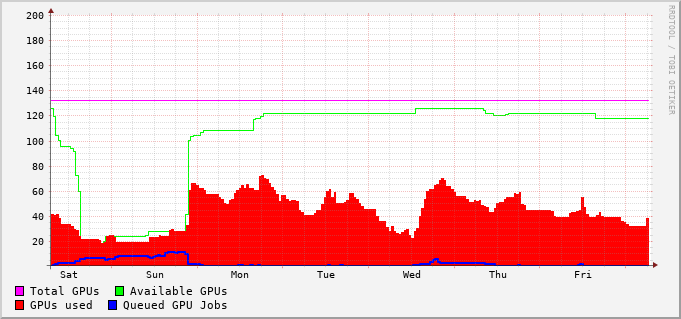 200
180
160
140
120
100
80
60
40
20
Sat Sun Mon Tue Wed Thu Fri
Total GPUs Available GPUs
GPUs used Queued GPU Jobs
RRDTOOL / TOBI OETIKER